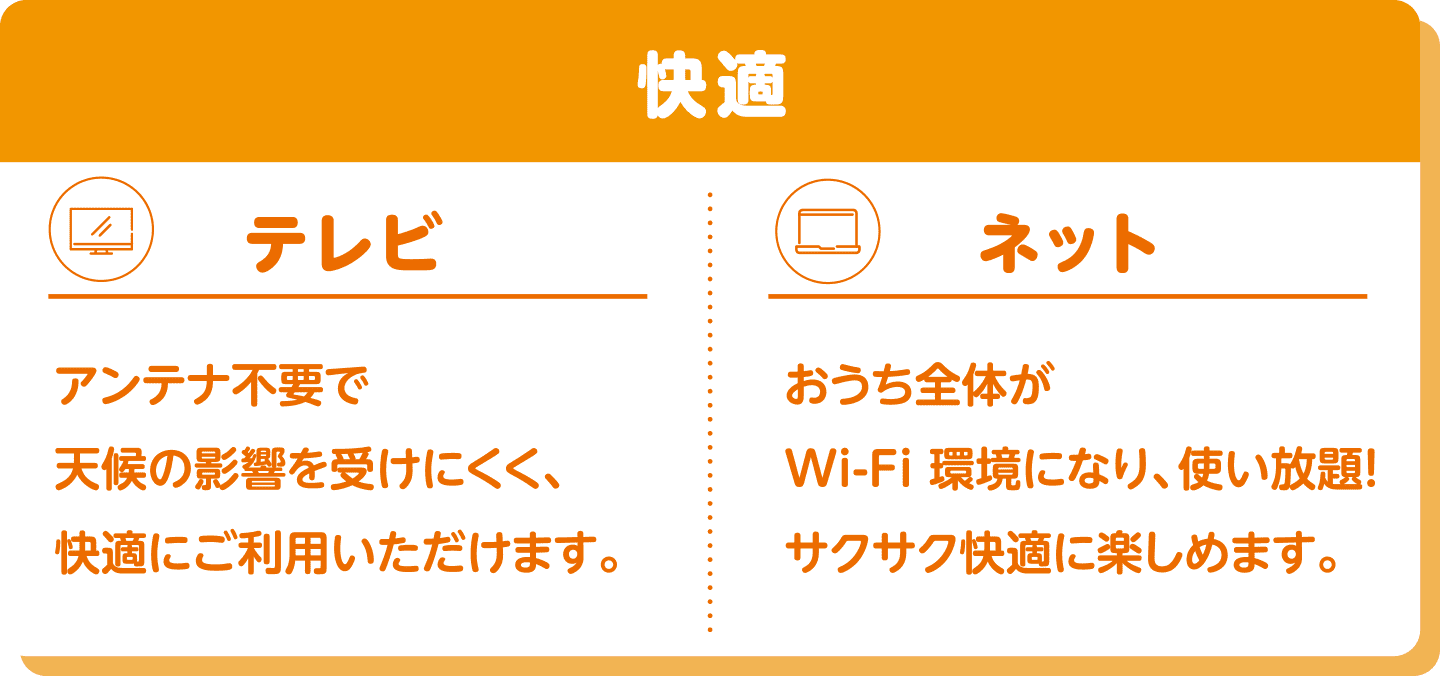 快適
テレビ
アンテナ不要で
天候の影響を受けにくく、
快適にご利用いただけます。
ネット
おうち全体が
Wi-Fi 環境になり、使い放題!
サクサク快適に楽しめます。